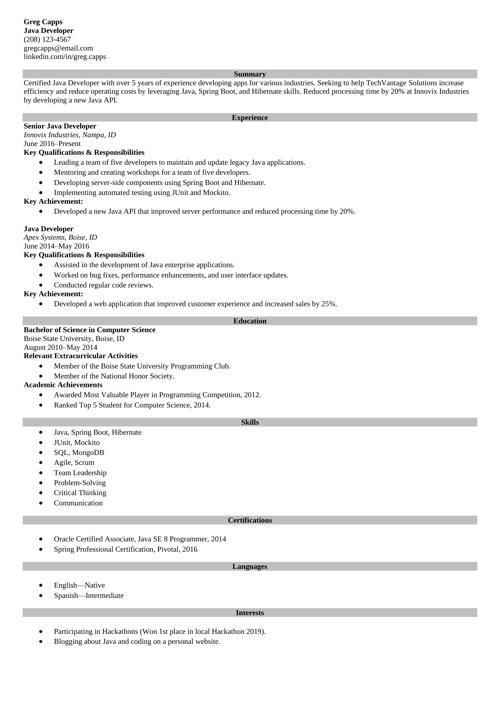 Greg Capps
Java Developer
(208) 123-4567
gregcapps@email.com
linkedin.com/in/greg.capps
Summary
Certified Java Developer with over 5 years of experience developing apps for various industries. Seeking to help TechVantage Solutions increase
efficiency and reduce operating costs by leveraging Java, Spring Boot, and Hibernate skills. Reduced processing time by 20% at Innovix Industries
by developing a new Java API.
Experience
Senior Java Developer
Innovix Industries, Nampa, ID
June 2016–Present
Key Qualifications & Responsibilities
• Leading a team of five developers to maintain and update legacy Java applications.
• Mentoring and creating workshops for a team of five developers.
• Developing server-side components using Spring Boot and Hibernate.
• Implementing automated testing using JUnit and Mockito.
Key Achievement:
• Developed a new Java API that improved server performance and reduced processing time by 20%.
Java Developer
Apex Systems, Boise, ID
June 2014–May 2016
Key Qualifications & Responsibilities
• Assisted in the development of Java enterprise applications.
• Worked on bug fixes, performance enhancements, and user interface updates.
• Conducted regular code reviews.
Key Achievement:
• Developed a web application that improved customer experience and increased sales by 25%.
Education
Bachelor of Science in Computer Science
Boise State University, Boise, ID
August 2010–May 2014
Relevant Extracurricular Activities
• Member of the Boise State University Programming Club.
• Member of the National Honor Society.
Academic Achievements
• Awarded Most Valuable Player in Programming Competition, 2012.
• Ranked Top 5 Student for Computer Science, 2014.
Skills
• Java, Spring Boot, Hibernate
• JUnit, Mockito
• SQL, MongoDB
• Agile, Scrum
• Team Leadership
• Problem-Solving
• Critical Thinking
• Communication
Certifications
• Oracle Certified Associate, Java SE 8 Programmer, 2014
• Spring Professional Certification, Pivotal, 2016
Languages
• English—Native
• Spanish—Intermediate
Interests
• Participating in Hackathons (Won 1st place in local Hackathon 2019).
• Blogging about Java and coding on a personal website.